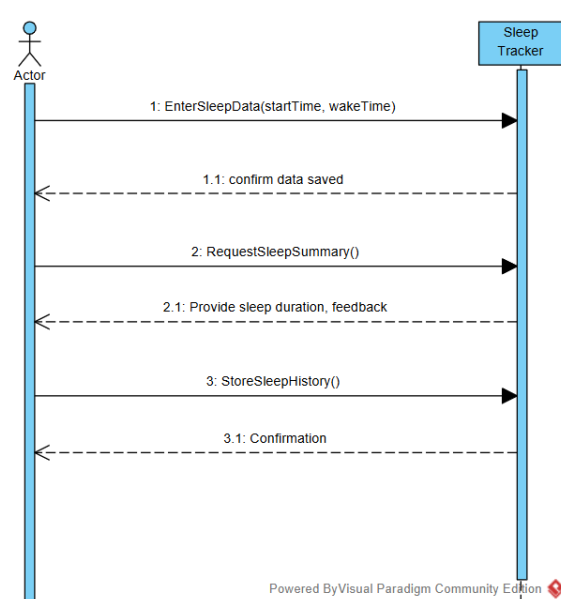 Sleep
Tracker
Actor
1: EnterSleepData(startTime, wakeTime)
1.1: confirm data saved
2: RequestSleepSummary()
2.1: Provide sleep duration, feedback
3: StoreSleepHistory()
3.1: Confirmation
Powered ByVisual Paradigm Community Edition